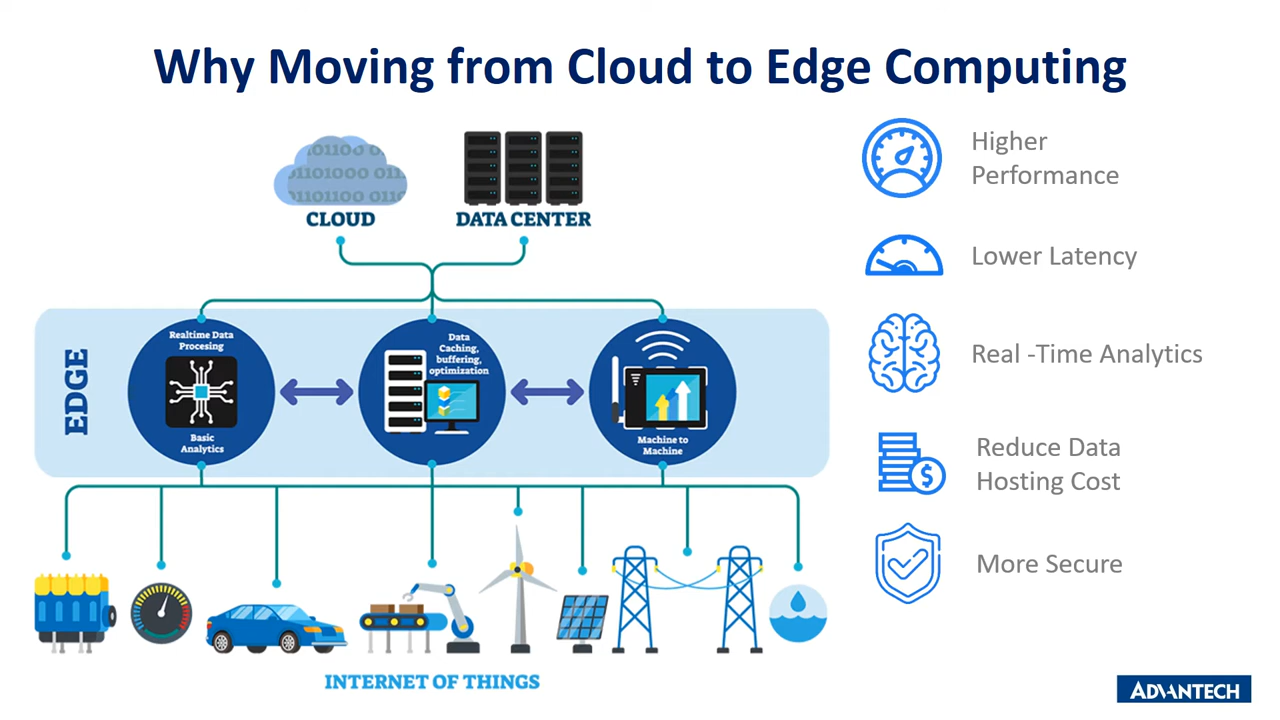 Why Moving from Cloud to Edge Computing
CLOUD
DATA CENTER
EDGE
Realtime Data
Procesing
Basic
Analytics
Data
Caching,
buffering,
optimization
Machine to
Machine
INTERNET OF THINGS
Higher
Performance
Lower Latency
Real -Time Analytics
Reduce Data
Hosting Cost
$
More Secure
ADVANTECH